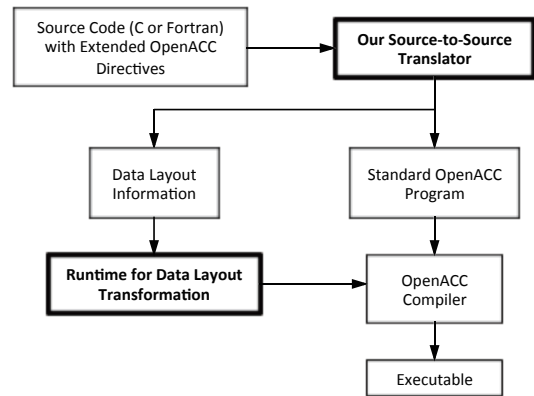 Source Code (C or Fortran)
with Extended OpenACC
Directives
Our Source-to-Source
Translator
Data Layout
Information
Standard OpenACC
Program
Runtime for Data Layout
Transformation
OpenACC
Compiler
Executable